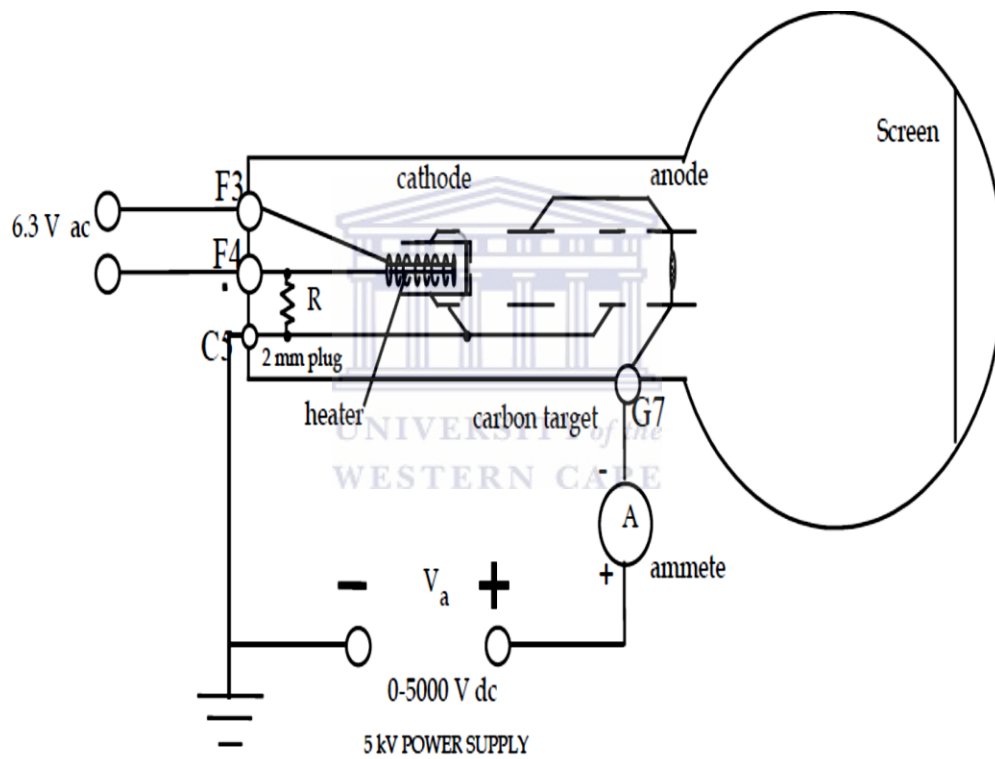 Screen
cathode
anode
F3
6.3 V ac
F4
R
C5
2 mm plug
heater
carbon target
G7
UNIVERSITY of the
WESTERN CAPE
-
A
+
ammete
- Va +
0-5000 V dc
5 kV POWER SUPPLY